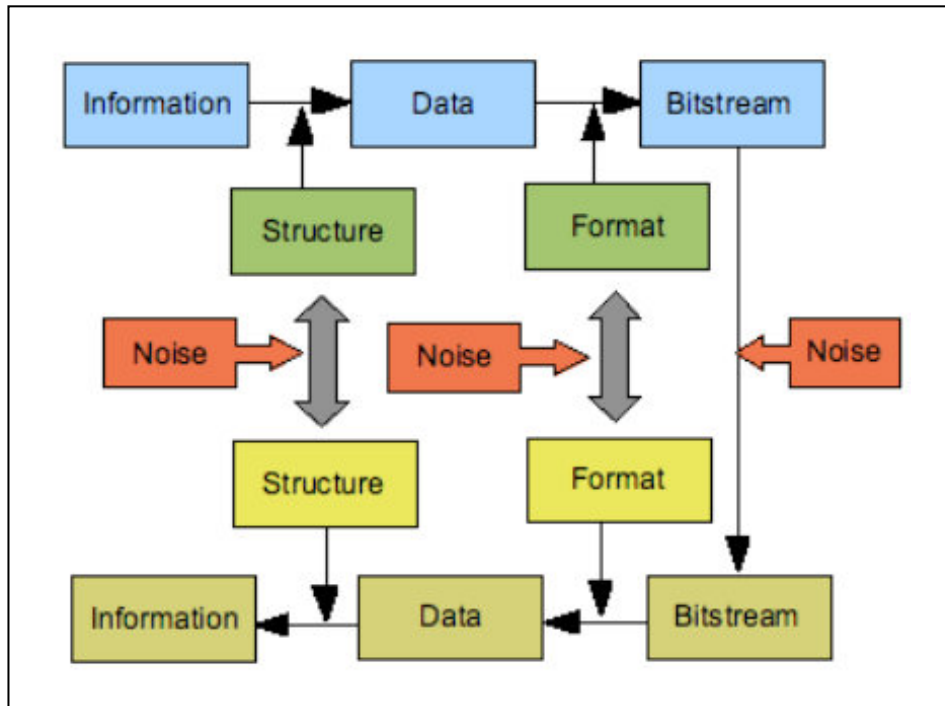 Information
Data
Bitstream
Structure
Format
Noise
Noise
Noise
Structure
Format
Information
Data
Bitstream